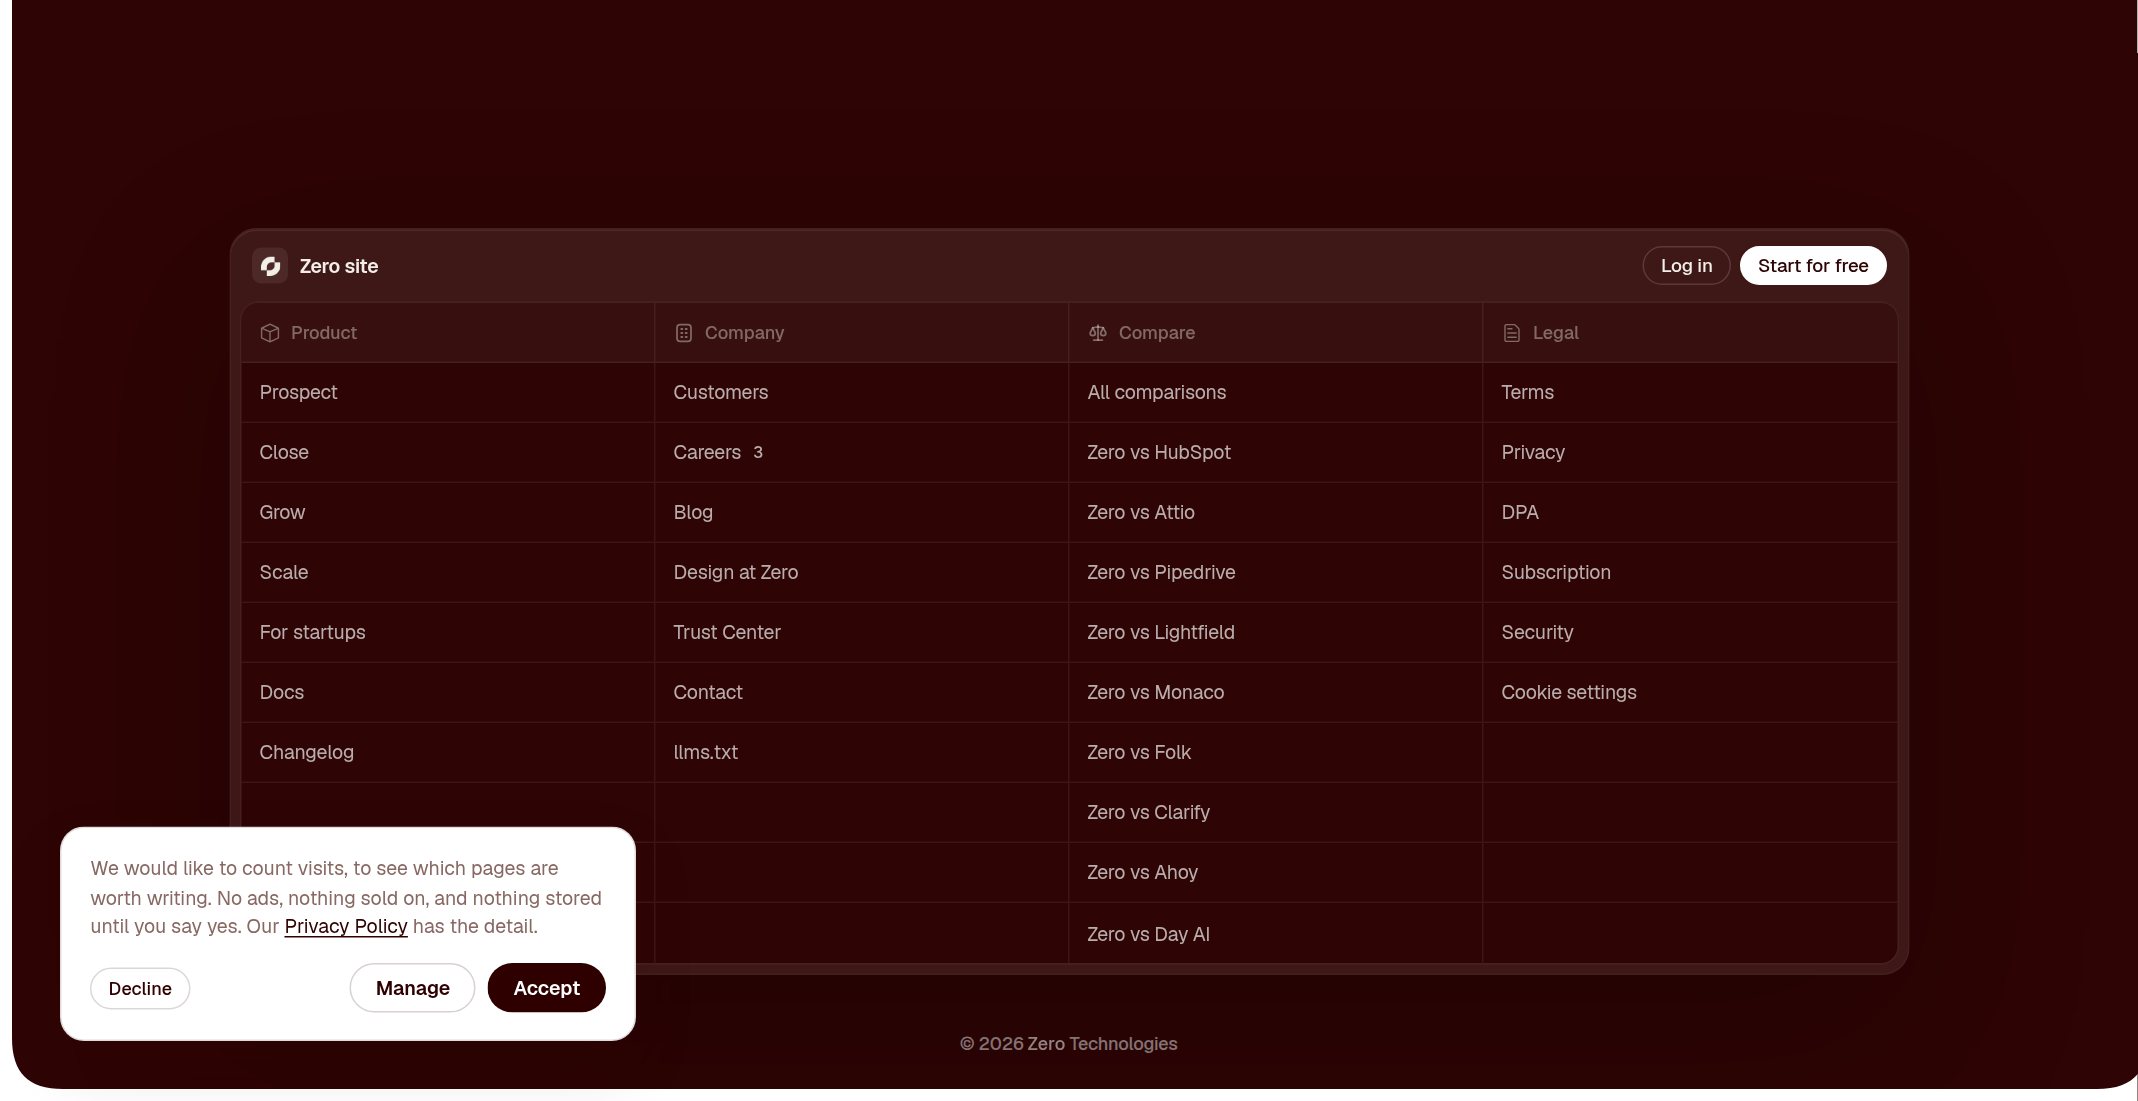 Zero site
Log in
Start for free
Product
Company
Compare
Legal
Prospect
Customers
All comparisons
Terms
Close
Careers 3
Zero vs HubSpot
Privacy
Grow
Blog
Zero vs Attio
DPA
Scale
Design at Zero
Zero vs Pipedrive
Subscription
For startups
Trust Center
Zero vs Lightfield
Security
Docs
Contact
Zero vs Monaco
Cookie settings
Changelog
llms.txt
Zero vs Folk
Zero vs Clarify
Zero vs Ahoy
Zero vs Day AI
We would like to count visits, to see which pages are
worth writing. No ads, nothing sold on, and nothing stored
until you say yes. Our Privacy Policy has the detail.
Decline
Manage
Accept
© 2026 Zero Technologies